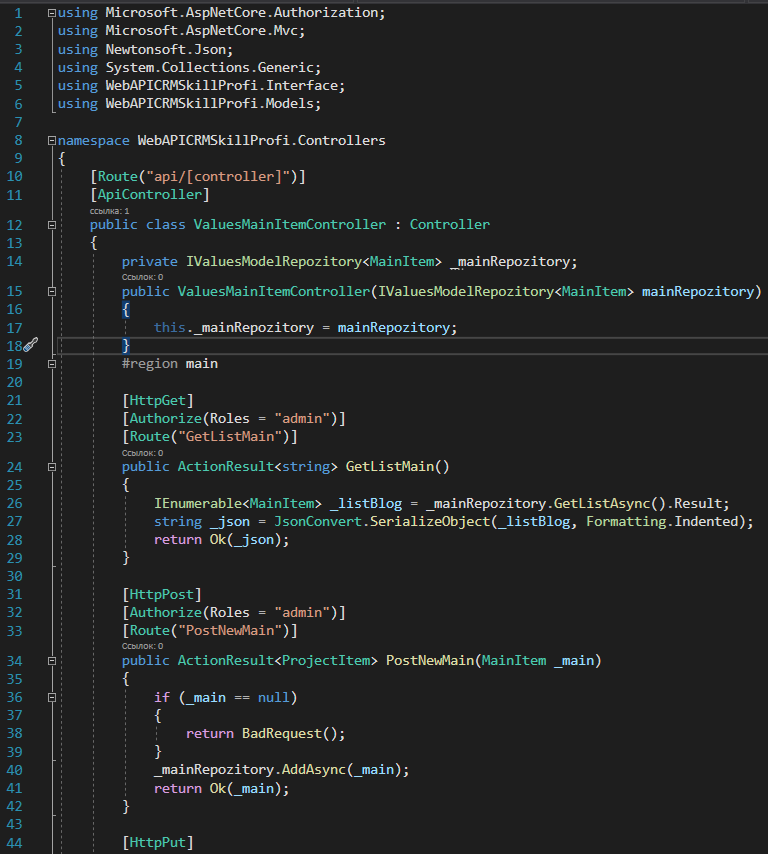 1 using Microsoft.AspNetCore.Authorization;
2 using Microsoft.AspNetCore.Mvc;
3 using Newtonsoft.Json;
4 using System.Collections.Generic;
5 using WebAPICRMSkillProfi.Interface;
6 using WebAPICRMSkillProfi.Models;
7
8 namespace WebAPICRMSkillProfi.Controllers
9 {
10 [Route("api/[controller]")]
11 [ApiController]
ссылка: 1
12 public class ValuesMainItemController : Controller
13 {
14 private IValuesModelRepozitory<MainItem> _mainRepozitory;
Ссылок: 0
15 public ValuesMainItemController(IValuesModelRepozitory<MainItem> mainRepozitory)
16 {
17 this._mainRepozitory = mainRepozitory;
18 }
19 #region main
20
21 [HttpGet]
22 [Authorize(Roles = "admin")]
23 [Route("GetListMain")]
Ссылок: 0
24 public ActionResult<string> GetListMain()
25 {
26 IEnumerable<MainItem> _listBlog = _mainRepozitory.GetListAsync().Result;
27 string _json = JsonConvert.SerializeObject(_listBlog, Formatting.Indented);
28 return Ok(_json);
29 }
30
31 [HttpPost]
32 [Authorize(Roles = "admin")]
33 [Route("PostNewMain")]
Ссылок: 0
34 public ActionResult<ProjectItem> PostNewMain(MainItem _main)
35 {
36 if (_main == null)
37 {
38 return BadRequest();
39 }
40 _mainRepozitory.AddAsync(_main);
41 return Ok(_main);
42 }
43
44 [HttpPut]